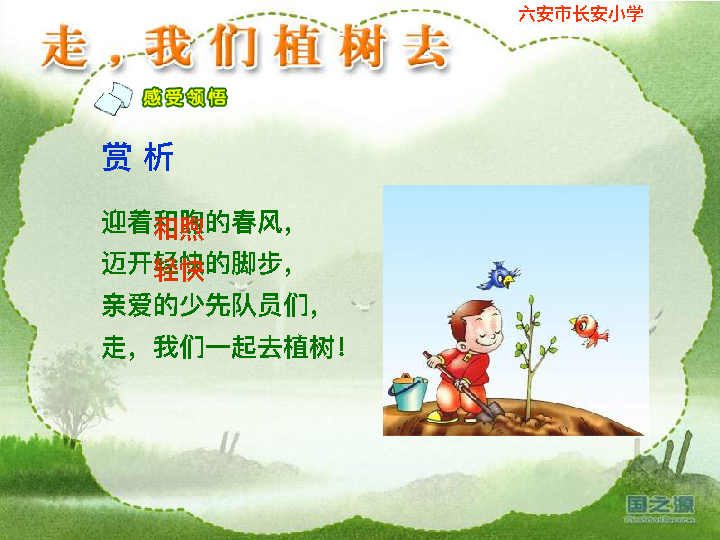 六安市长安小学
走，我们植树去
感受领悟
赏析
迎着和煦的春风，
和煦
迈开轻快的脚步，
轻快
亲爱的少先队员们，
走，我们一起去植树！
国之源